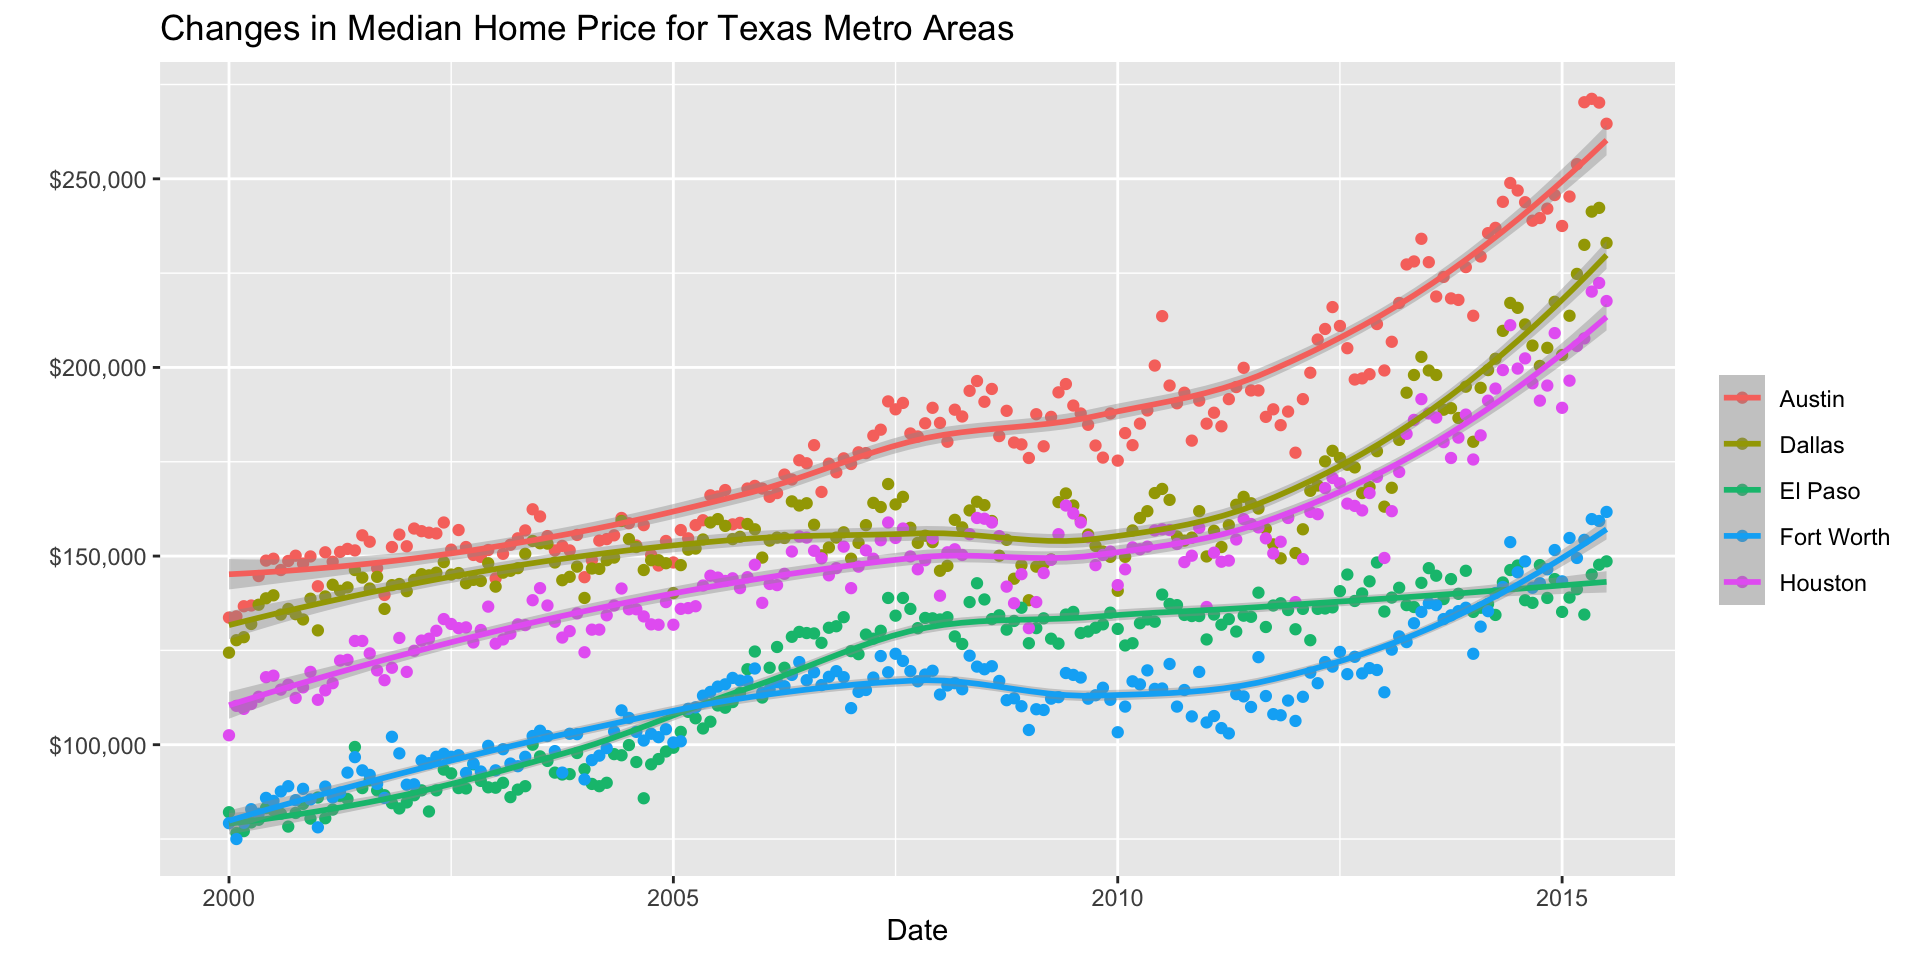 Changes in Median Home Price for Texas Metro Areas
$250,000
$200,000
$150,000
$100,000
2000
2005
2010
2015
Date
Austin
Dallas
El Paso
Fort Worth
Houston